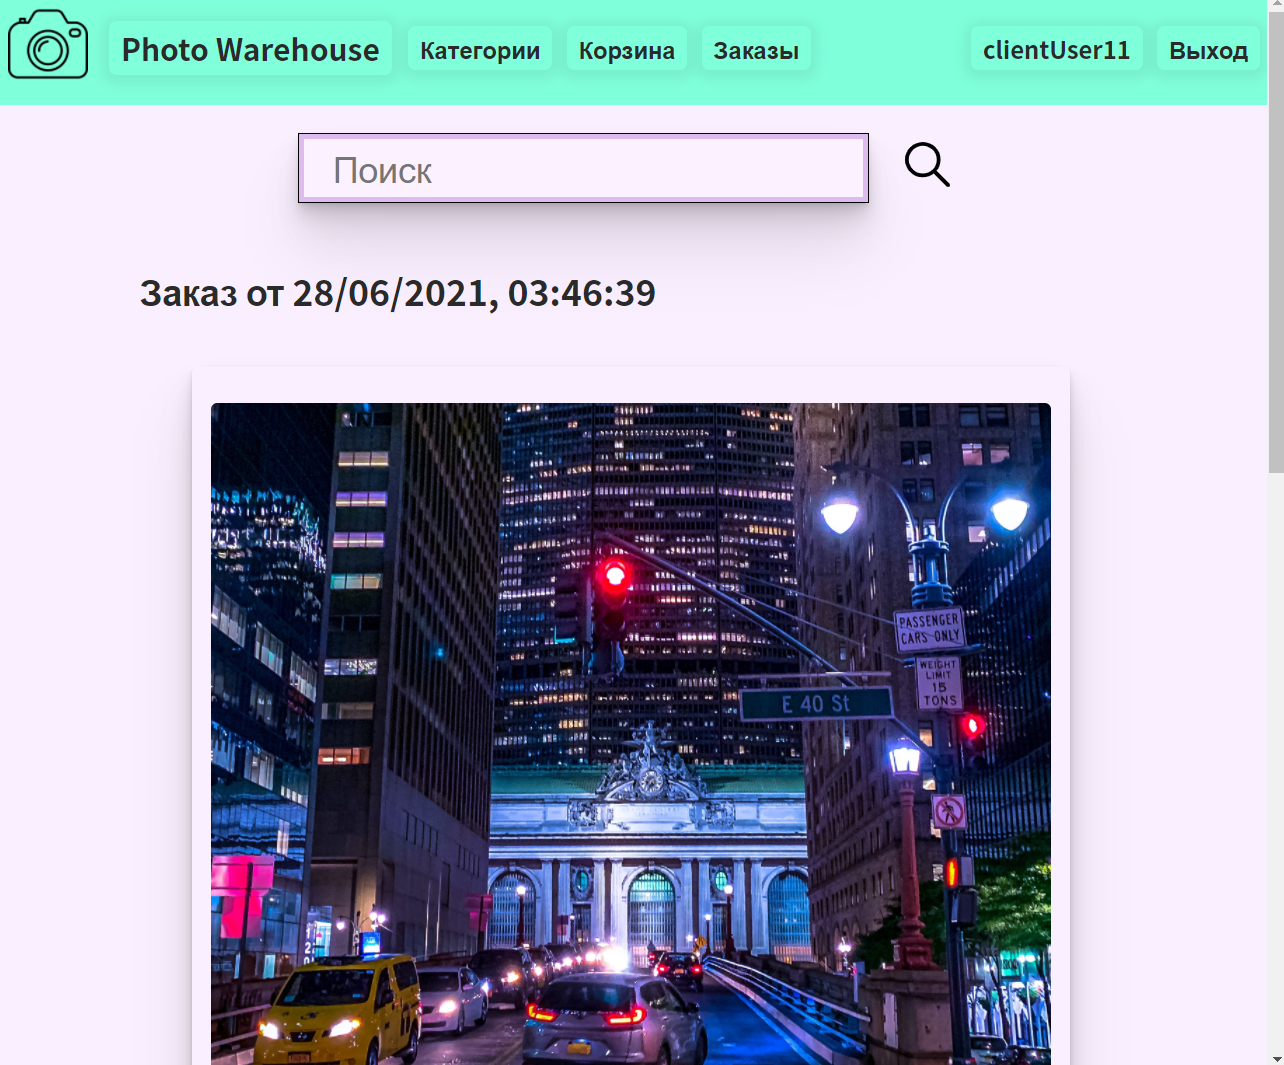 Photo Warehouse Категории Корзина Заказы clientUser11 Выход
Поиск
Заказ от 28/06/2021, 03:46:39
PASSENGER
CARS ONLY
WEIGHT
LIMIT
15
TONS
E 40 St